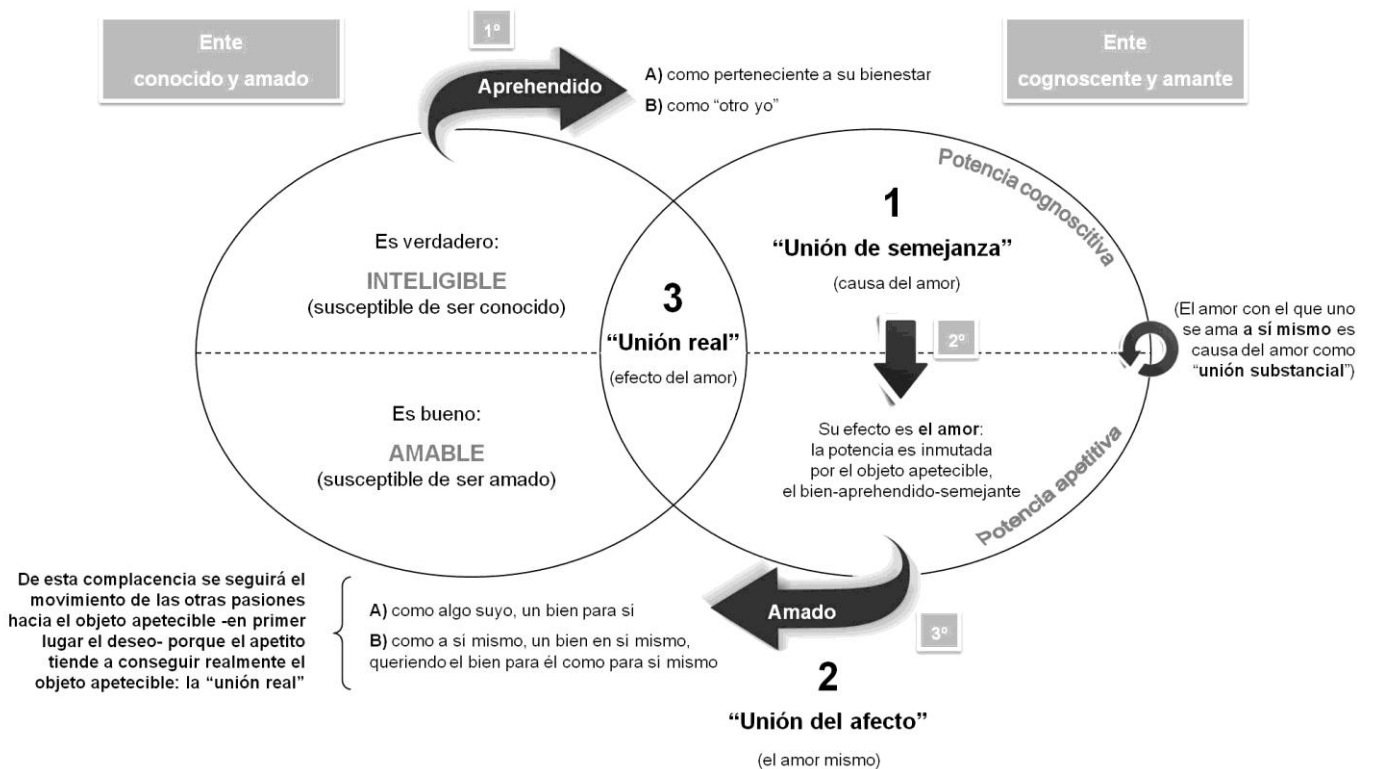 Ente
conocido y amado
1º
Aprehendido
A) como perteneciente a su bienestar
B) como “otro yo”
Ente
cognoscente y amante
Es verdadero:
INTELIGIBLE
(susceptible de ser conocido)
Es bueno:
AMABLE
(susceptible de ser amado)
3
“Unión real”
(efecto del amor)
1
“Unión de semejanza”
(causa del amor)
2º
Su efecto es el amor:
la potencia es inmutada
por el objeto apetecible,
el bien-aprehendido-semejante
Potencia cognoscitiva
Potencia apetitiva
(El amor con el que uno
se ama a sí mismo es
causa del amor como
“unión substancial”)
De esta complacencia se seguirá el
movimiento de las otras pasiones
hacia el objeto apetecible -en primer
lugar el deseo- porque el apetito
tiende a conseguir realmente el
objeto apetecible: la “unión real”
A) como algo suyo, un bien para sí
B) como a si mismo, un bien en si mismo,
queriendo el bien para él como para sí mismo
Amado
3º
2
“Unión del afecto”
(el amor mismo)